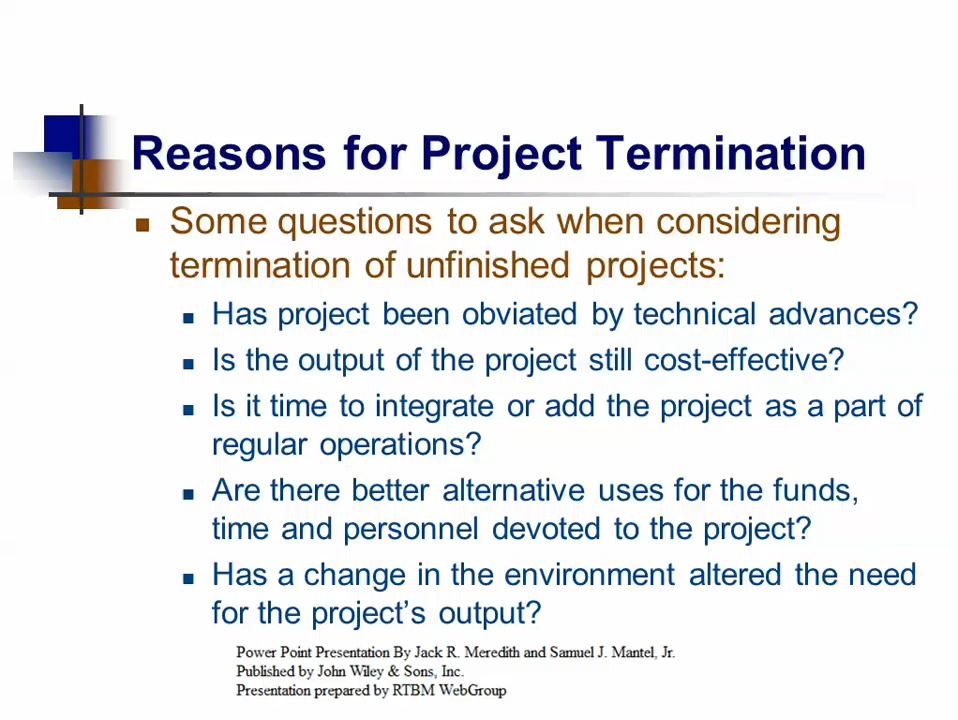 Reasons for Project Termination
Some questions to ask when considering
termination of unfinished projects:
Has project been obviated by technical advances?
Is the output of the project still cost-effective?
Is it time to integrate or add the project as a part of
regular operations?
Are there better alternative uses for the funds,
time and personnel devoted to the project?
Has a change in the environment altered the need
for the project’s output?
Power Point Presentation By Jack R. Meredith and Samuel J. Mantel, Jr.
Published by John Wiley & Sons, Inc.
Presentation prepared by RTBM WebGroup